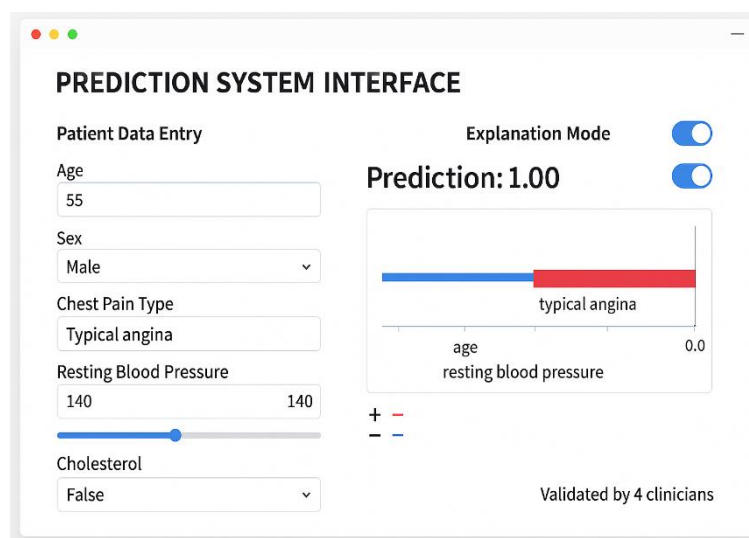 PREDICTION SYSTEM INTERFACE
Patient Data Entry
Age
55
Sex
Male
Chest Pain Type
Typical angina
Resting Blood Pressure
140 140
Cholesterol
False
Explanation Mode
Prediction: 1.00
typical angina
age 0.0
resting blood pressure
+ −
− −
Validated by 4 clinicians